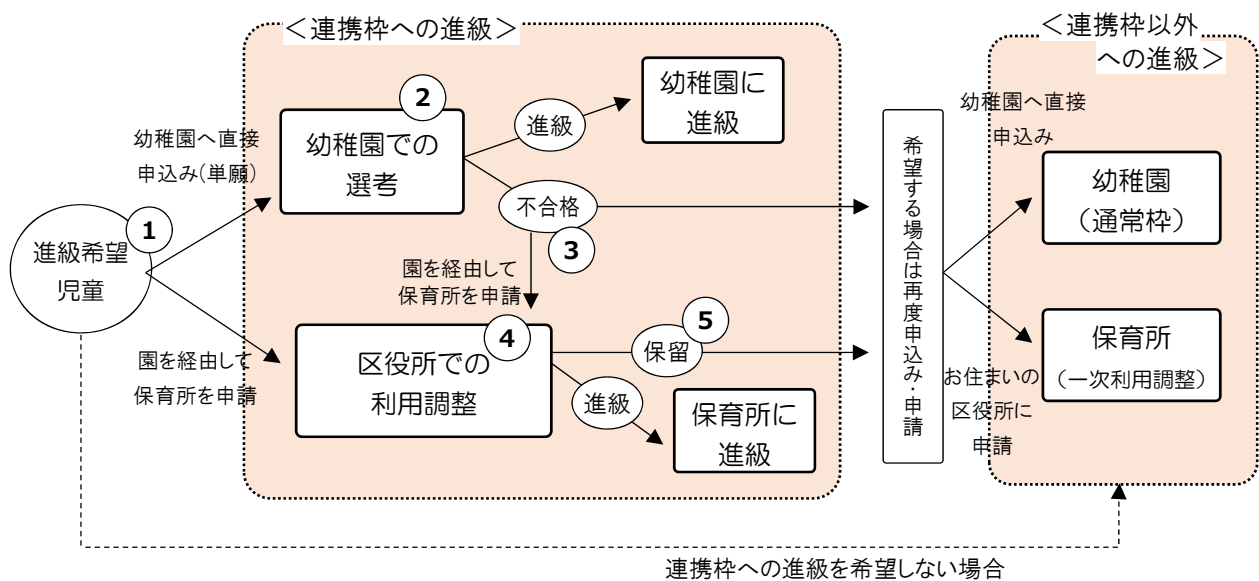 ＜連携枠への進級＞
＜連携枠以外
への進級＞
進級希望
児童
1
幼稚園へ直接
申込み(単願)
園を経由して
保育所を申請
2
幼稚園での
選考
進級
幼稚園に
進級
不合格
3
園を経由して
保育所を申請
4
区役所での
利用調整
保留
5
進級
保育所に
進級
希望する場合は再度申込み・申請
幼稚園へ直接
申込み
幼稚園
（通常枠）
保育所
（一次利用調整）
お住まいの
区役所に
申請
連携枠への進級を希望しない場合